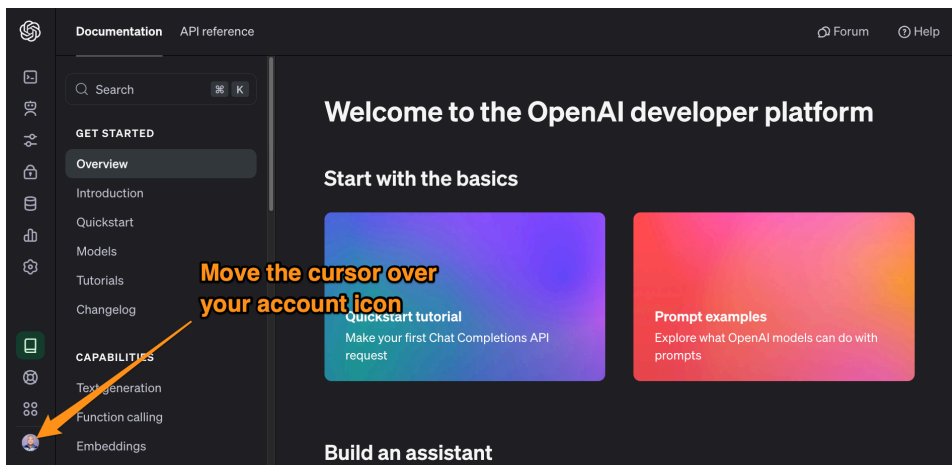 Documentation API reference
Forum Help
Search ⌘ K
GET STARTED
Overview
Introduction
Quickstart
Models
Tutorials
Changelog
CAPABILITIES
Text generation
Function calling
Embeddings
Welcome to the OpenAI developer platform
Start with the basics
Quickstart tutorial
Make your first Chat Completions API
request
Prompt examples
Explore what OpenAI models can do with
prompts
Build an assistant
Move the cursor over
your account icon